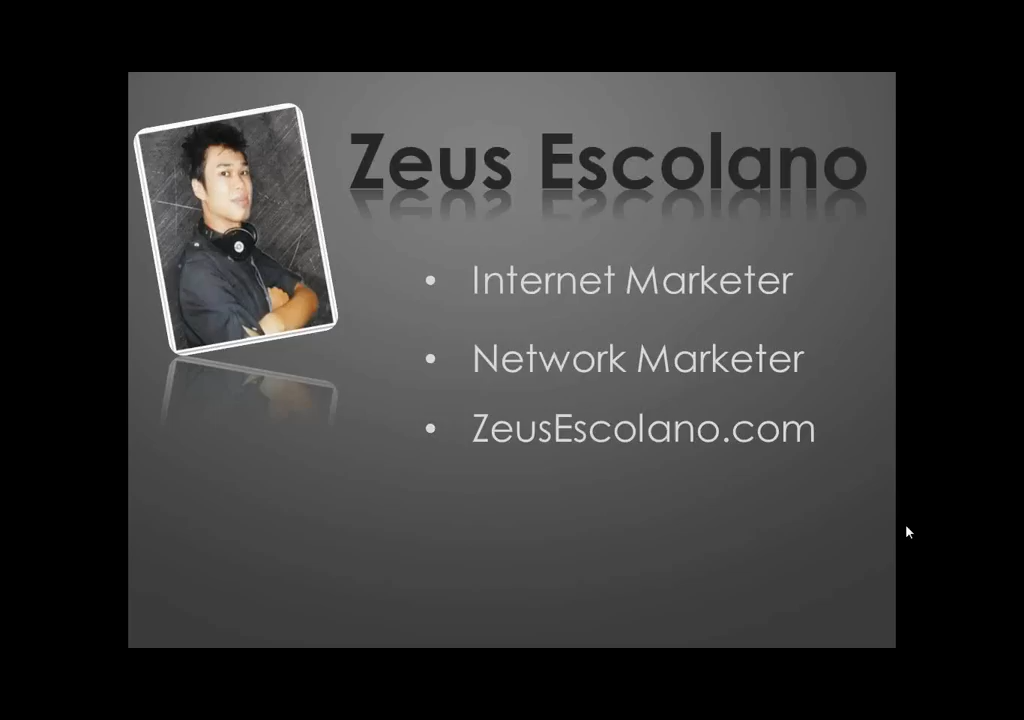 Zeus Escolano
• Internet Marketer
• Network Marketer
• ZeusEscolano.com